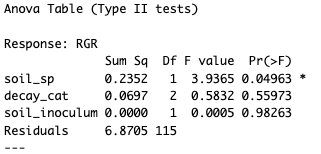 Anova Table (Type II tests)
Response: RGR
Sum Sq Df F value Pr(>F)
soil_sp 0.2352 1 3.9365 0.04963 *
decay_cat 0.0697 2 0.5832 0.55973
soil_inoculum 0.0000 1 0.0005 0.98263
Residuals 6.8705 115
---